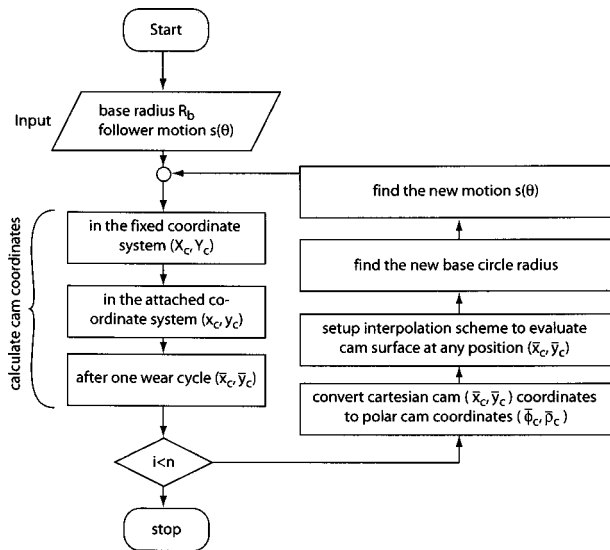 Start
Input
base radius R_b
follower motion s(θ)
calculate cam coordinates
in the fixed coordinate
system (X_c, Y_c)
in the attached co-
ordinate system (x_c, y_c)
after one wear cycle (x̄_c, ȳ_c)
i<n
stop
find the new motion s(θ)
find the new base circle radius
setup interpolation scheme to evaluate
cam surface at any position (x̄_c, ȳ_c)
convert cartesian cam (x̄_c, ȳ_c) coordinates
to polar cam coordinates (ϕ̄_c, ρ̄_c)